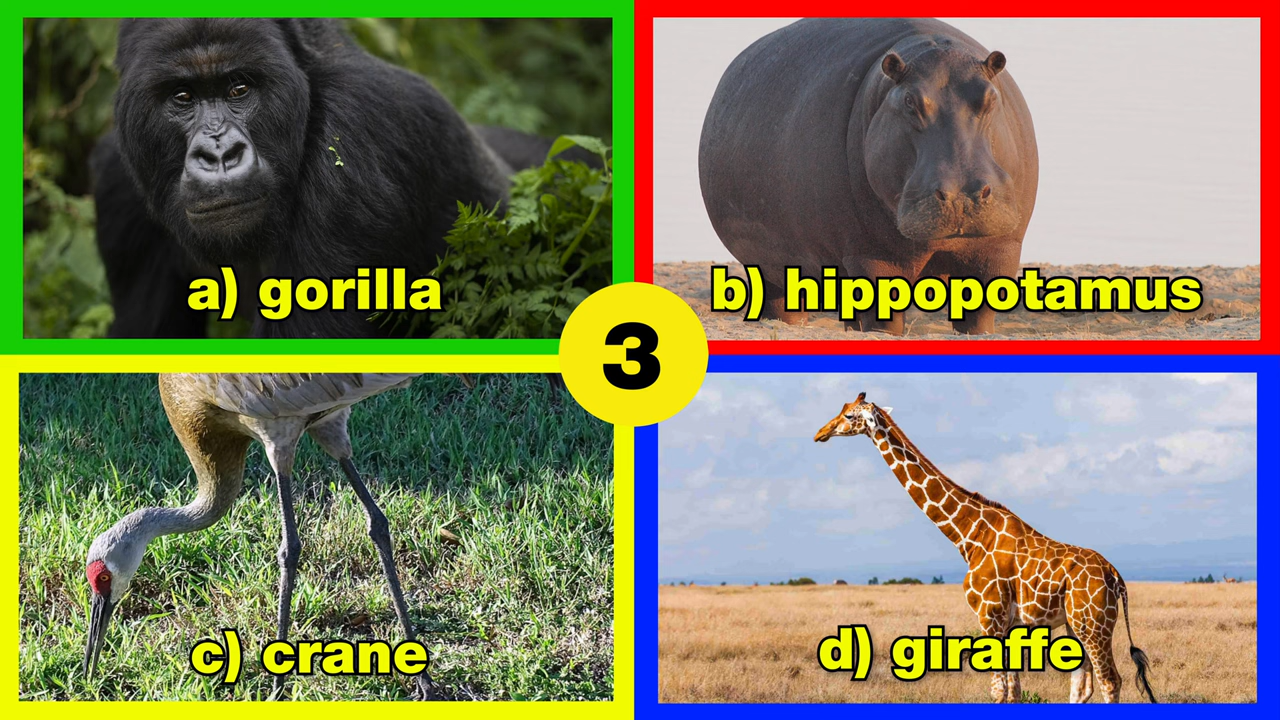 a) gorilla
b) hippopotamus
3
c) crane
d) giraffe